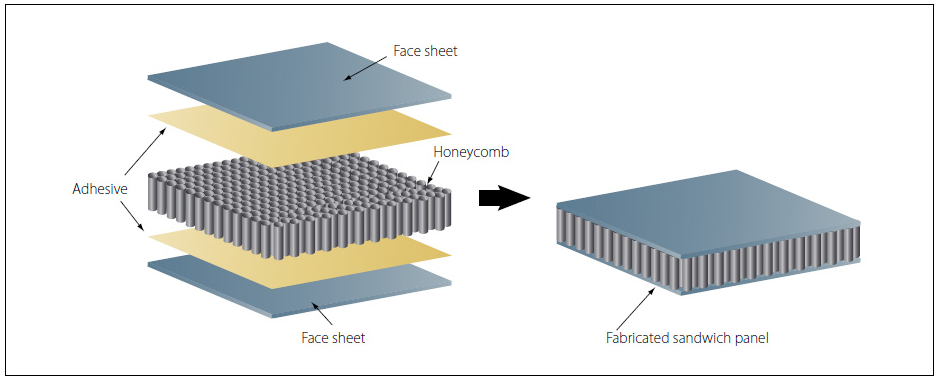 Face sheet
Honeycomb
Adhesive
Face sheet
Fabricated sandwich panel